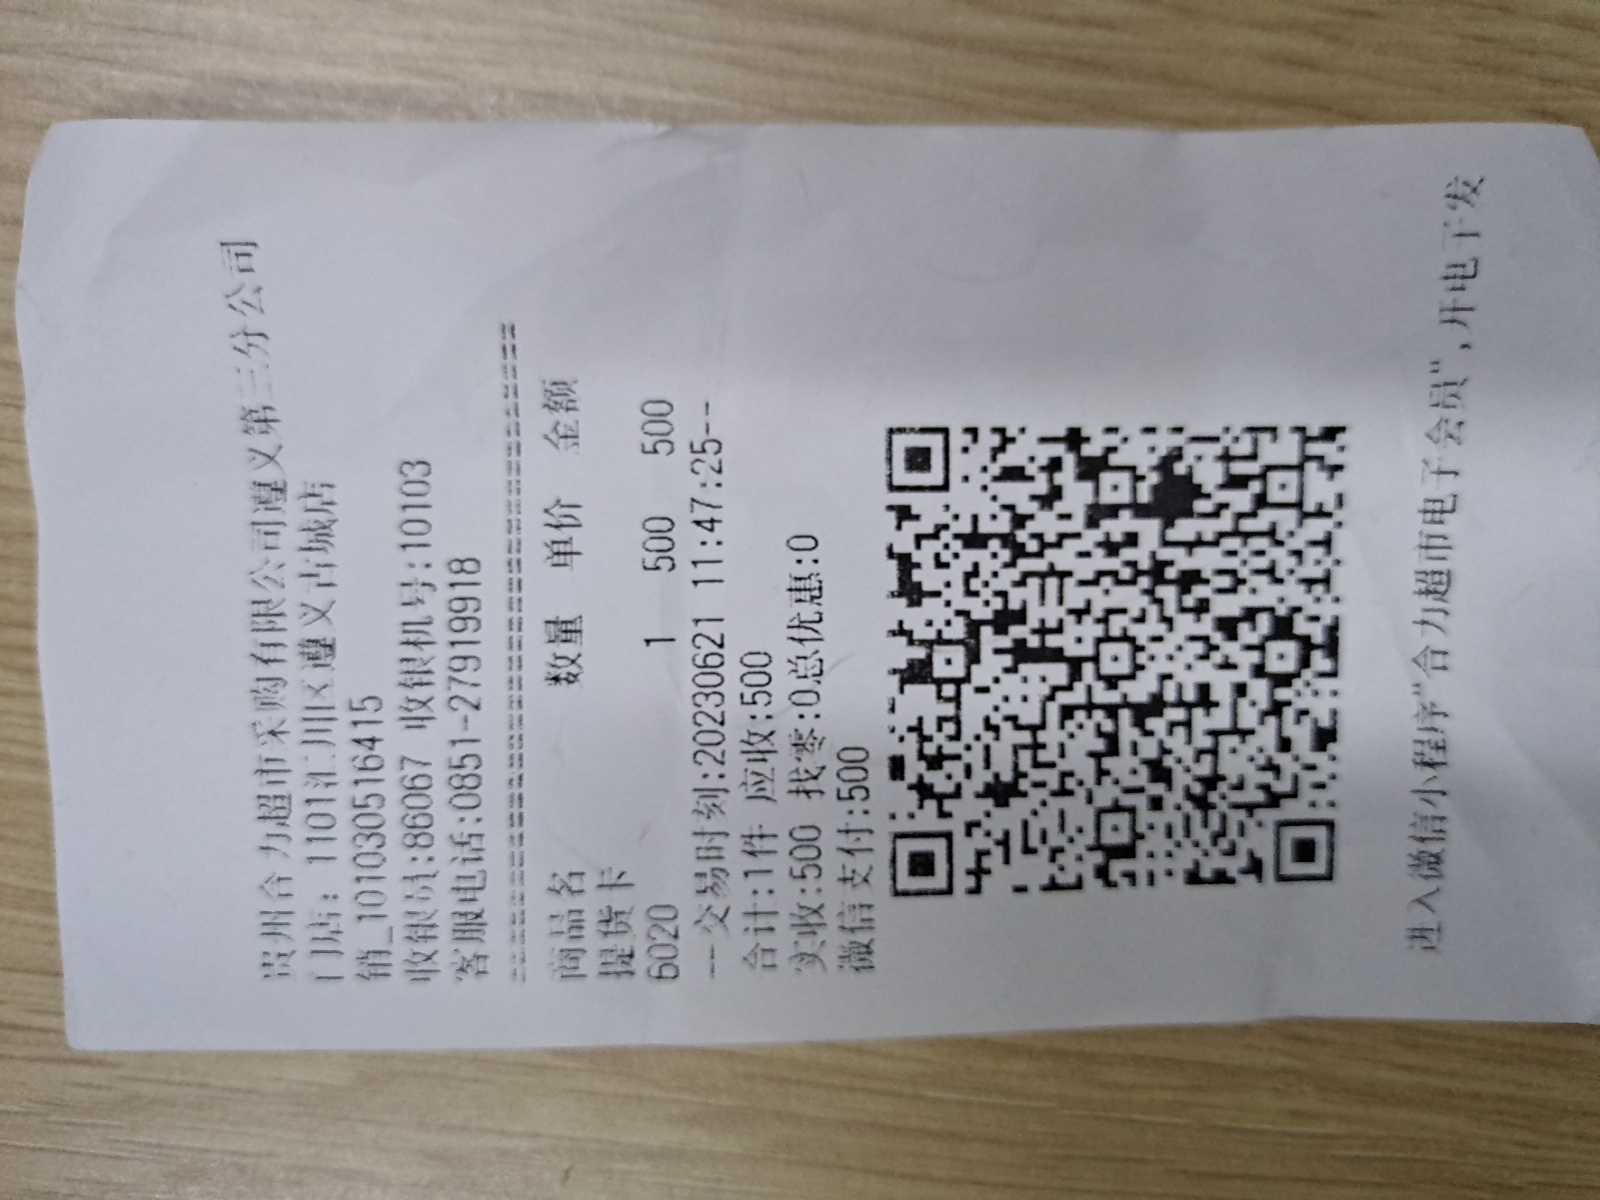 贵州合力超市采购有限公司遵义第三分公司
门店：1101汇川区遵义古城店
销_1010305164​15
收银员:86067 收银机号:10103
客服电话:0851-27919918
商品名 数量 单价 金额
提货卡
6020 1 500 500
--交易时刻:20230621 11:47:25--
合计:1件 应收:500
实收:500 找零:0总优惠:0
微信支付:500
进入微信小程序"合力超市电子会员",开电子发